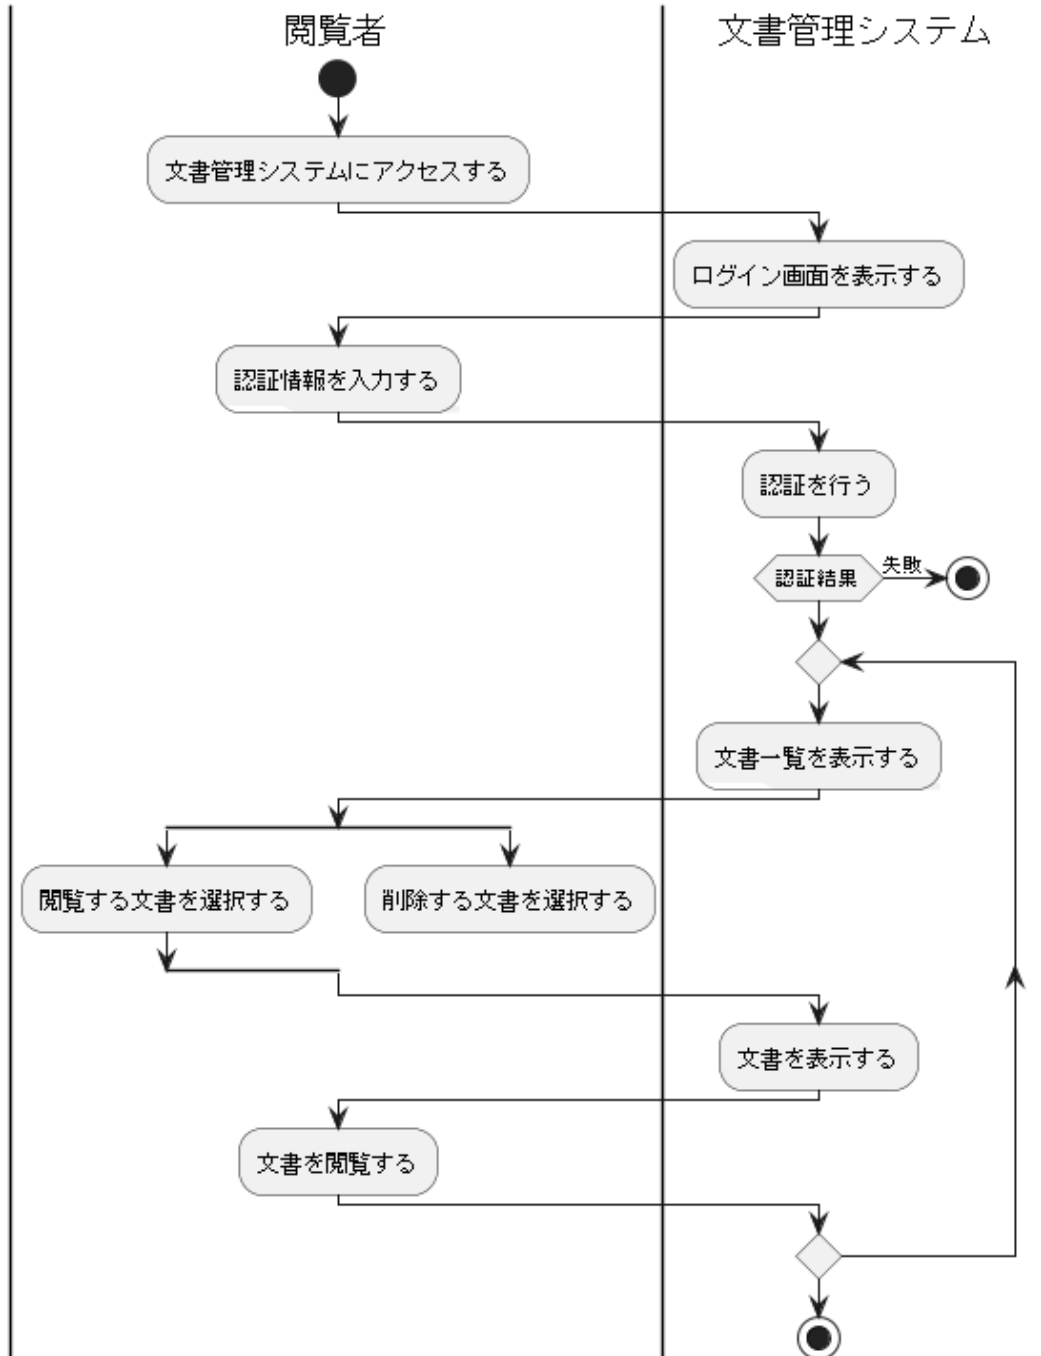 閲覧者
文書管理システム
文書管理システムにアクセスする
ログイン画面を表示する
認証情報を入力する
認証を行う
認証結果
失敗
文書一覧を表示する
閲覧する文書を選択する
削除する文書を選択する
文書を表示する
文書を閲覧する